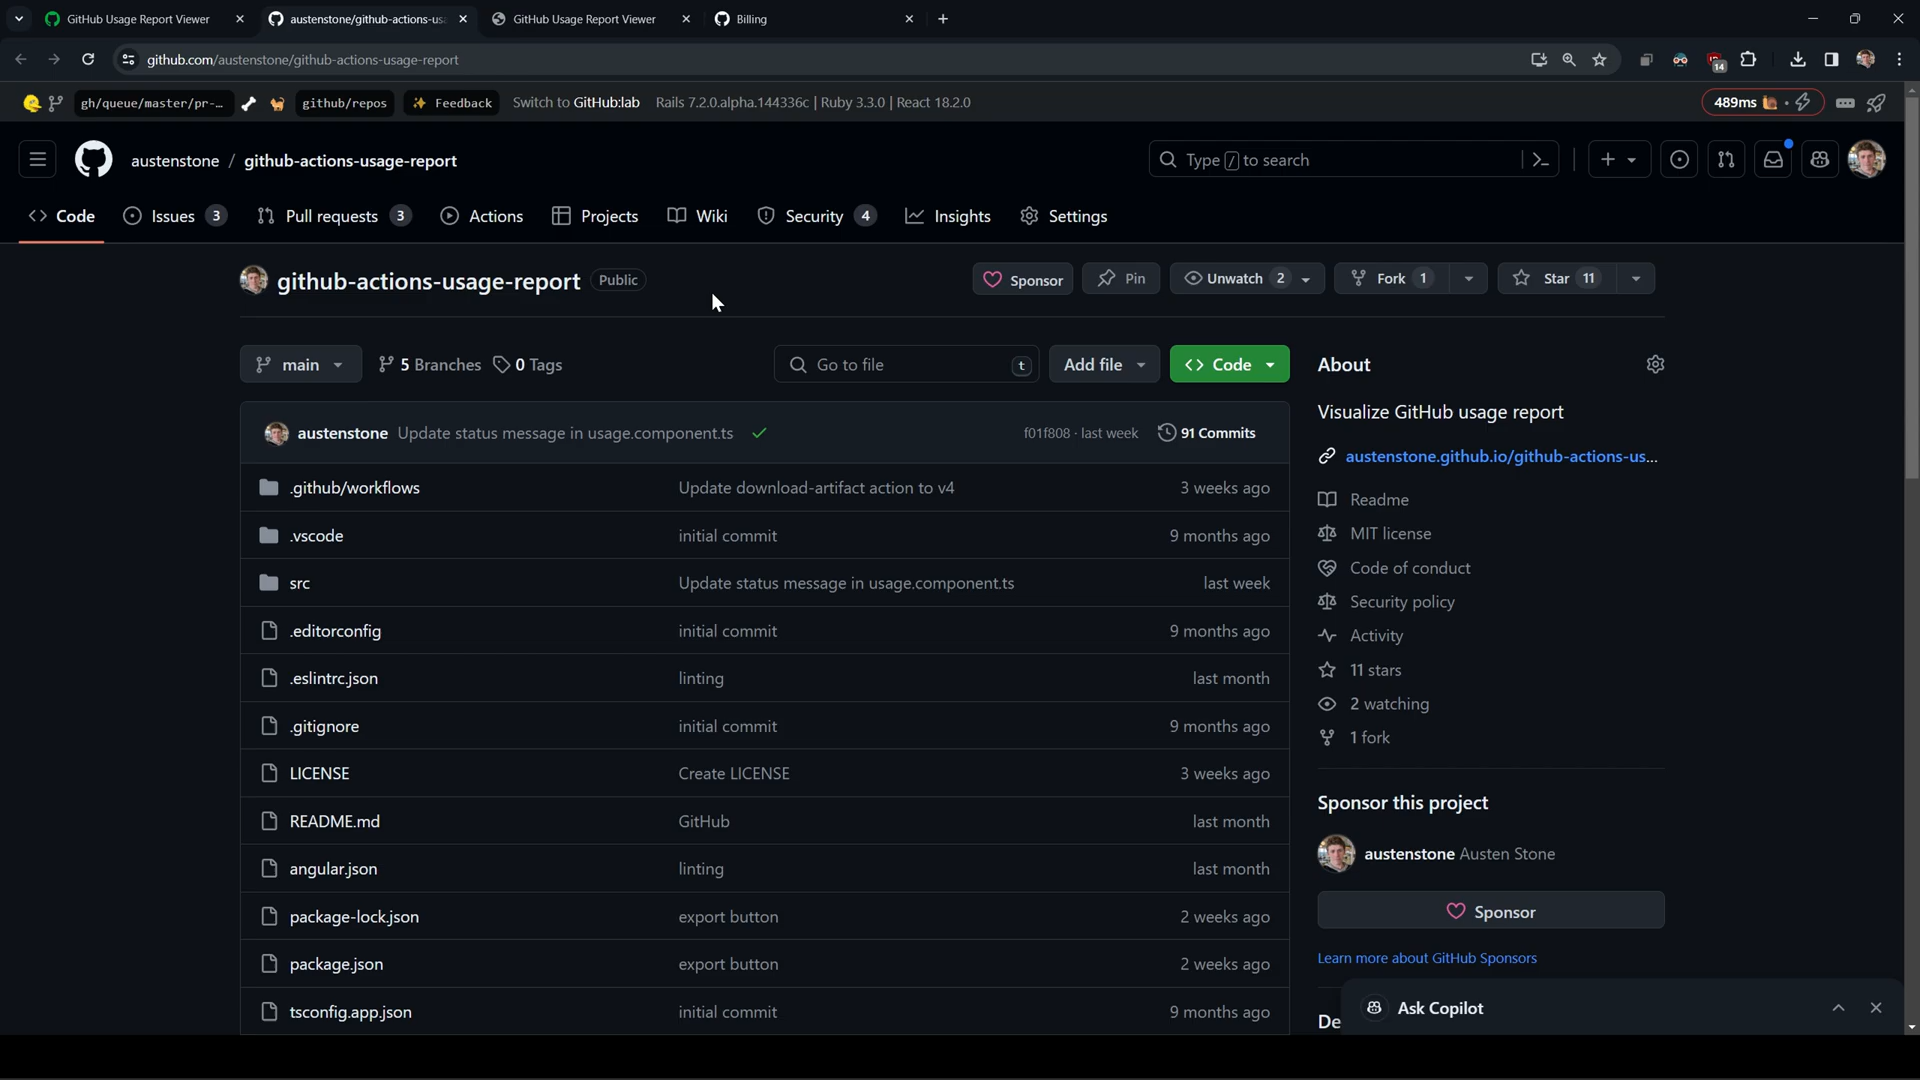 GitHub Usage Report Viewer
austenstone/github-actions-us
GitHub Usage Report Viewer
Billing
github.com/austenstone/github-actions-usage-report
14
gh/queue/master/pr-… github/repos Feedback Switch to GitHub:lab Rails 7.2.0.alpha.144336c | Ruby 3.3.0 | React 18.2.0 489ms
austenstone / github-actions-usage-report
Type / to search
Code Issues 3 Pull requests 3 Actions Projects Wiki Security 4 Insights Settings
github-actions-usage-report Public Sponsor Pin Unwatch 2 Fork 1 Star 11
main 5 Branches 0 Tags Go to file t Add file Code
austenstone Update status message in usage.component.ts f01f808 · last week 91 Commits
.github/workflows Update download-artifact action to v4 3 weeks ago
.vscode initial commit 9 months ago
src Update status message in usage.component.ts last week
.editorconfig initial commit 9 months ago
.eslintrc.json linting last month
.gitignore initial commit 9 months ago
LICENSE Create LICENSE 3 weeks ago
README.md GitHub last month
angular.json linting last month
package-lock.json export button 2 weeks ago
package.json export button 2 weeks ago
tsconfig.app.json initial commit 9 months ago
About
Visualize GitHub usage report
austenstone.github.io/github-actions-us...
Readme
MIT license
Code of conduct
Security policy
Activity
11 stars
2 watching
1 fork
Sponsor this project
austenstone Austen Stone
Sponsor
Learn more about GitHub Sponsors
De
Ask Copilot